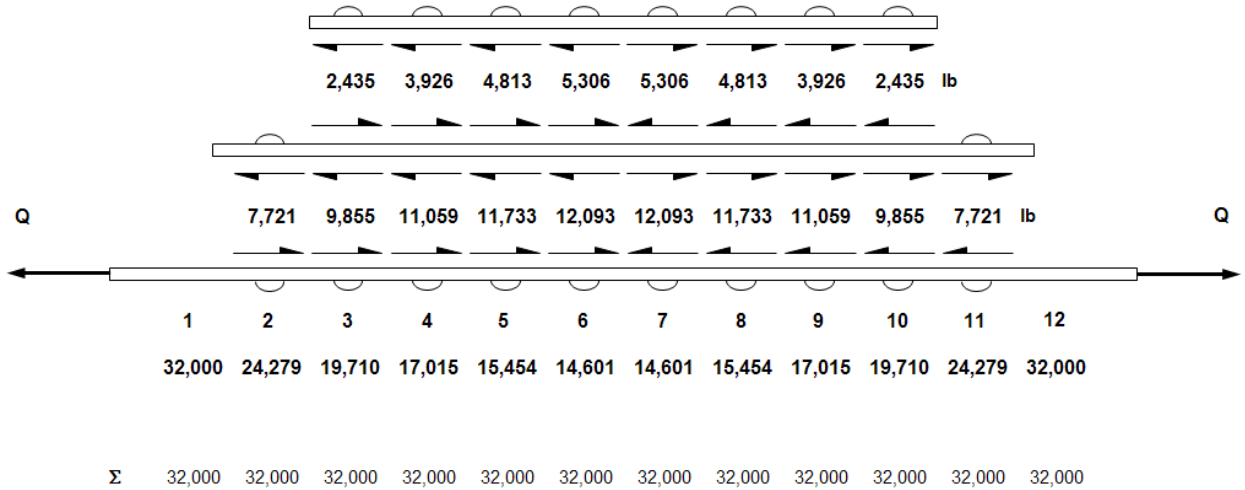 2,435 3,926 4,813 5,306 5,306 4,813 3,926 2,435 lb
Q 7,721 9,855 11,059 11,733 12,093 12,093 11,733 11,059 9,855 7,721 lb Q
1 2 3 4 5 6 7 8 9 10 11 12
32,000 24,279 19,710 17,015 15,454 14,601 14,601 15,454 17,015 19,710 24,279 32,000
Σ 32,000 32,000 32,000 32,000 32,000 32,000 32,000 32,000 32,000 32,000 32,000 32,000